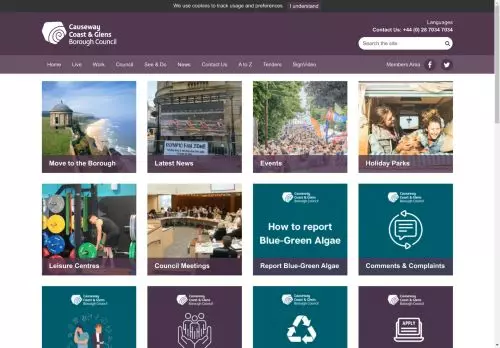 We use cookies to track usage and preferences. I understand
Causeway
Coast & Glens
Borough Council
Languages
Contact Us: +44 (0) 28 7034 7034
Search the site
Home Live Work Council See & Do News Contact Us A to Z Tenders SignVideo Members Area
Move to the Borough
OLYMPIC FAN ZONE
Latest News
Events
Holiday Parks
Leisure Centres
Council Meetings
Causeway
Coast & Glens
Borough Council
How to report
Blue-Green Algae
Report Blue-Green Algae
Causeway
Coast & Glens
Borough Council
Comments & Complaints
Causeway
Coast & Glens
Borough Council
Causeway
Coast & Glens
Borough Council
Causeway
Coast & Glens
Borough Council
Causeway
Coast & Glens
Borough Council
APPLY